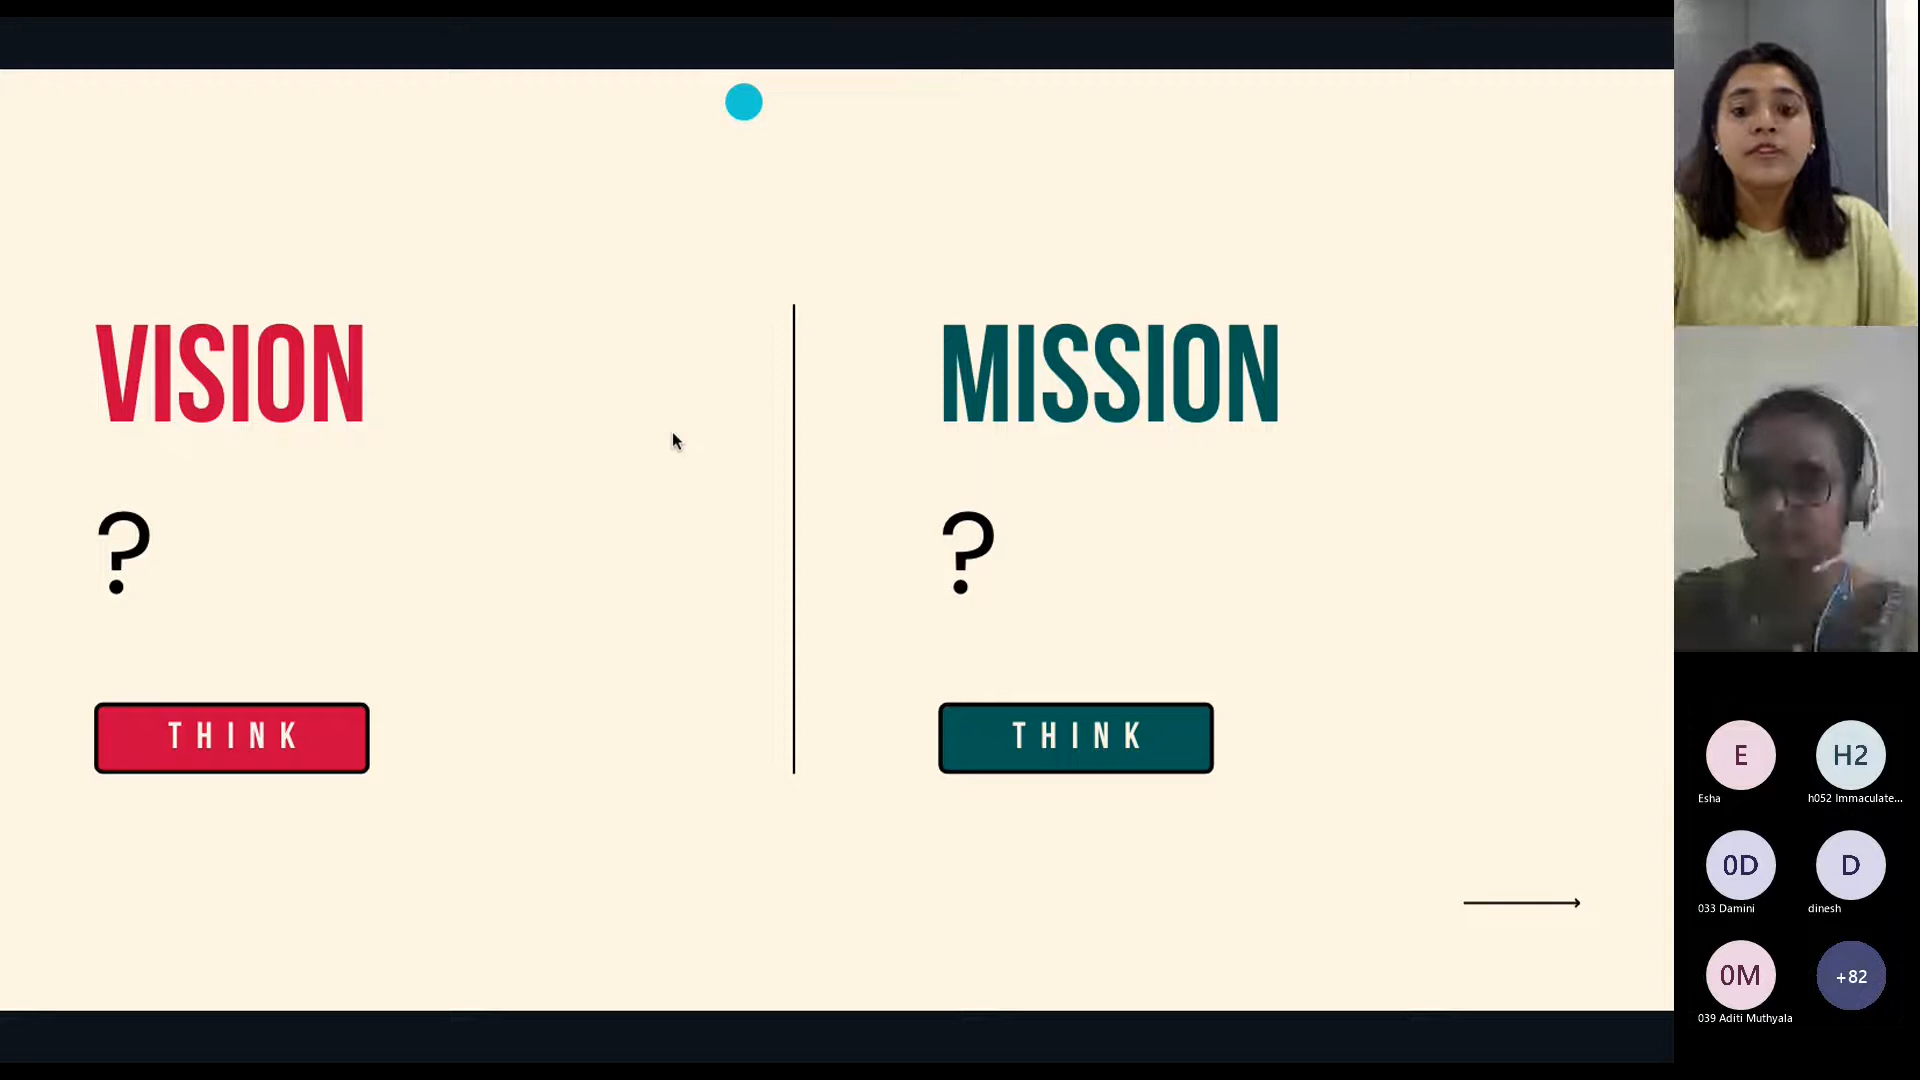 VISION
?
THINK
MISSION
?
THINK
E
Esha
H2
h052 Immaculate...
0D
033 Damini
D
dinesh
0M
039 Aditi Muthyala
+82